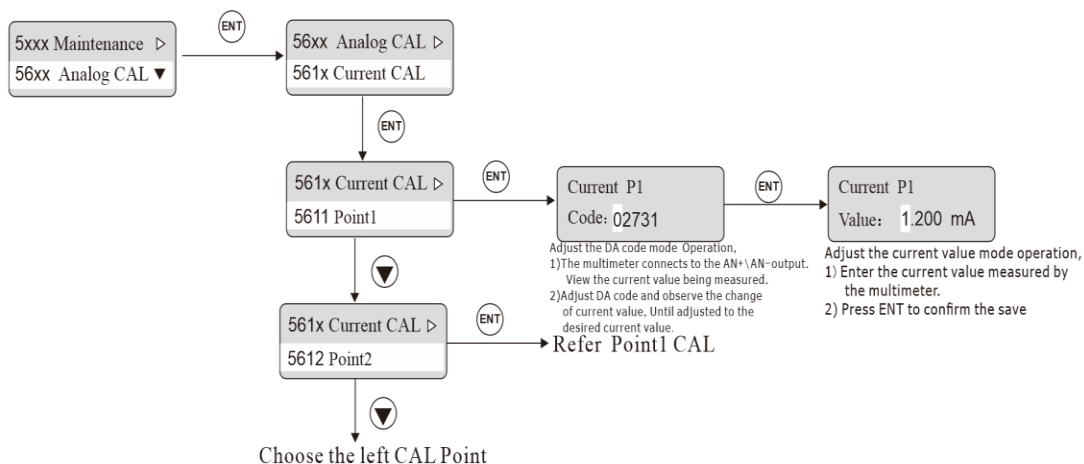 5xxx Maintenance ▷
56xx Analog CAL ▼
ENT
56xx Analog CAL ▷
561x Current CAL
ENT
561x Current CAL ▷
5611 Point1
ENT
Current P1
Code: 02731
ENT
Current P1
Value: 1.200 mA
Adjust the DA code mode Operation,
1)The multimeter connects to the AN+\AN-output.
View the current value being measured.
2)Adjust DA code and observe the change
of current value, Until adjusted to the
desired current value.
Adjust the current value mode operation,
1) Enter the current value measured by
the multimeter.
2) Press ENT to confirm the save
▼
561x Current CAL ▷
5612 Point2
ENT
Refer Point1 CAL
▼
Choose the left CAL Point